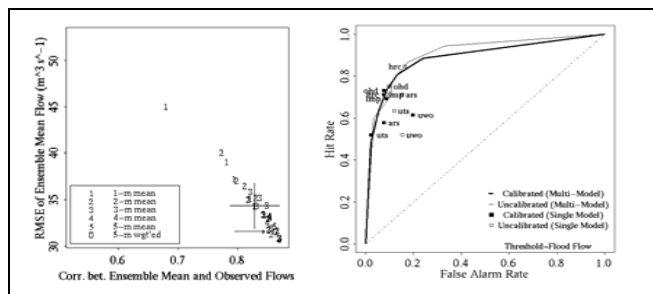 RMSE of Ensemble Mean Flow (m^3 s^-1)
50
45
40
35
30
1 1-m mean
2 2-m mean
3 3-m mean
4 4-m mean
5 5-m mean
D 5-m wgt'ed
0.6 0.7 0.8
Corr. bet. Ensemble Mean and Observed Flows
Hit Rate
1.0
0.8
0.6
0.4
0.2
0.0
hrc
ohd
ohd
imp
imp ars
uts
uwo
ars
uts
uwo
Calibrated (Multi-Model)
Uncalibrated (Multi-Model)
Calibrated (Single Model)
Uncalibrated (Single Model)
Threshold-Flood Flow
0.0 0.2 0.4 0.6 0.8 1.0
False Alarm Rate